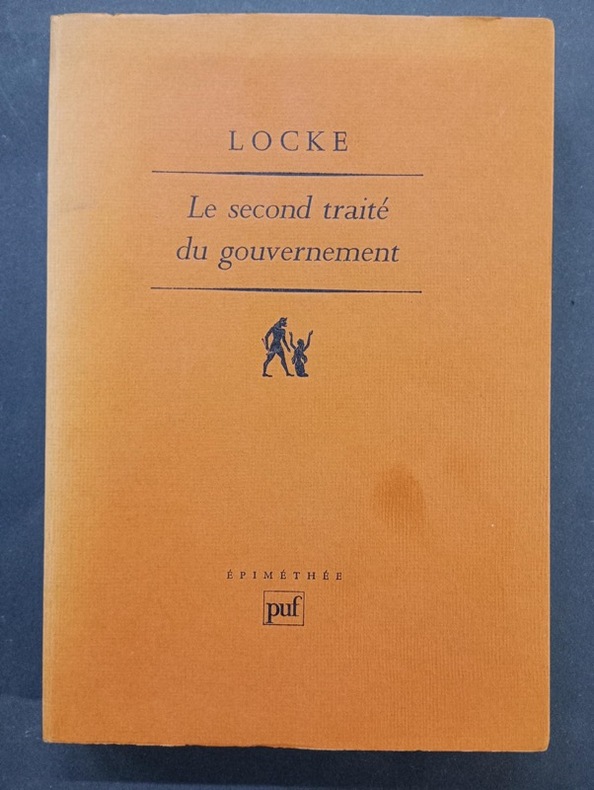 LOCKE
Le second traité
du gouvernement
ÉPIMÉTHÉE
puf